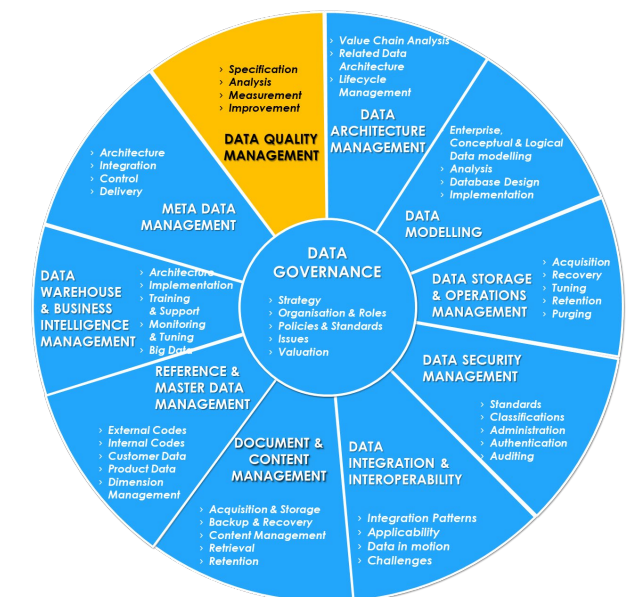 › Value Chain Analysis
› Related Data
Architecture
› Lifecycle
Management
DATA
ARCHITECTURE
MANAGEMENT
Enterprise,
Conceptual & Logical
Data modelling
› Analysis
› Database Design
› Implementation
DATA
MODELLING
DATA STORAGE
& OPERATIONS
MANAGEMENT
› Acquisition
› Recovery
› Tuning
› Retention
› Purging
DATA SECURITY
MANAGEMENT
› Standards
› Classifications
› Administration
› Authentication
› Auditing
DATA
INTEGRATION &
INTEROPERABILITY
› Integration Patterns
› Applicability
› Data in motion
› Challenges
DOCUMENT &
CONTENT
MANAGEMENT
› Acquisition & Storage
› Backup & Recovery
› Content Management
› Retrieval
› Retention
REFERENCE &
MASTER DATA
MANAGEMENT
› External Codes
› Internal Codes
› Customer Data
› Product Data
› Dimension
Management
DATA
WAREHOUSE
& BUSINESS
INTELLIGENCE
MANAGEMENT
› Architecture
› Implementation
› Training
& Support
› Monitoring
& Tuning
› Big Data
› Architecture
› Integration
› Control
› Delivery
META DATA
MANAGEMENT
› Specification
› Analysis
› Measurement
› Improvement
DATA QUALITY
MANAGEMENT
DATA
GOVERNANCE
› Strategy
› Organisation & Roles
› Policies & Standards
› Issues
› Valuation